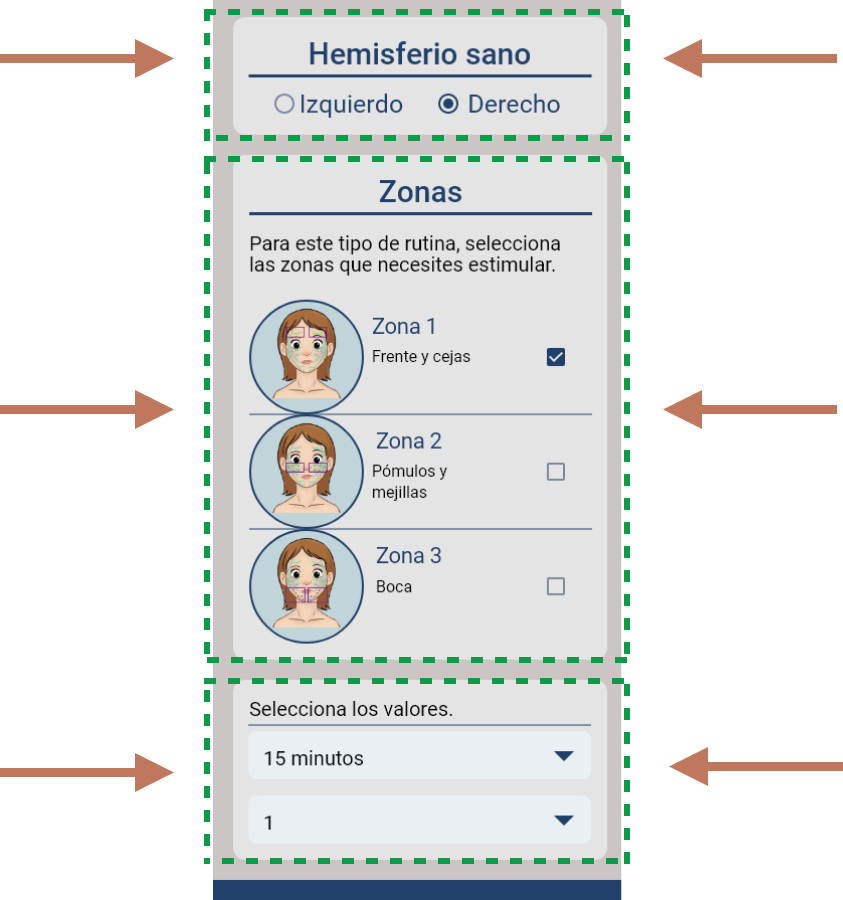 Hemisferio sano
Izquierdo
Derecho
Zonas
Para este tipo de rutina, selecciona
las zonas que necesites estimular.
Zona 1
Frente y cejas
Zona 2
Pómulos y
mejillas
Zona 3
Boca
Selecciona los valores.
15 minutos
1